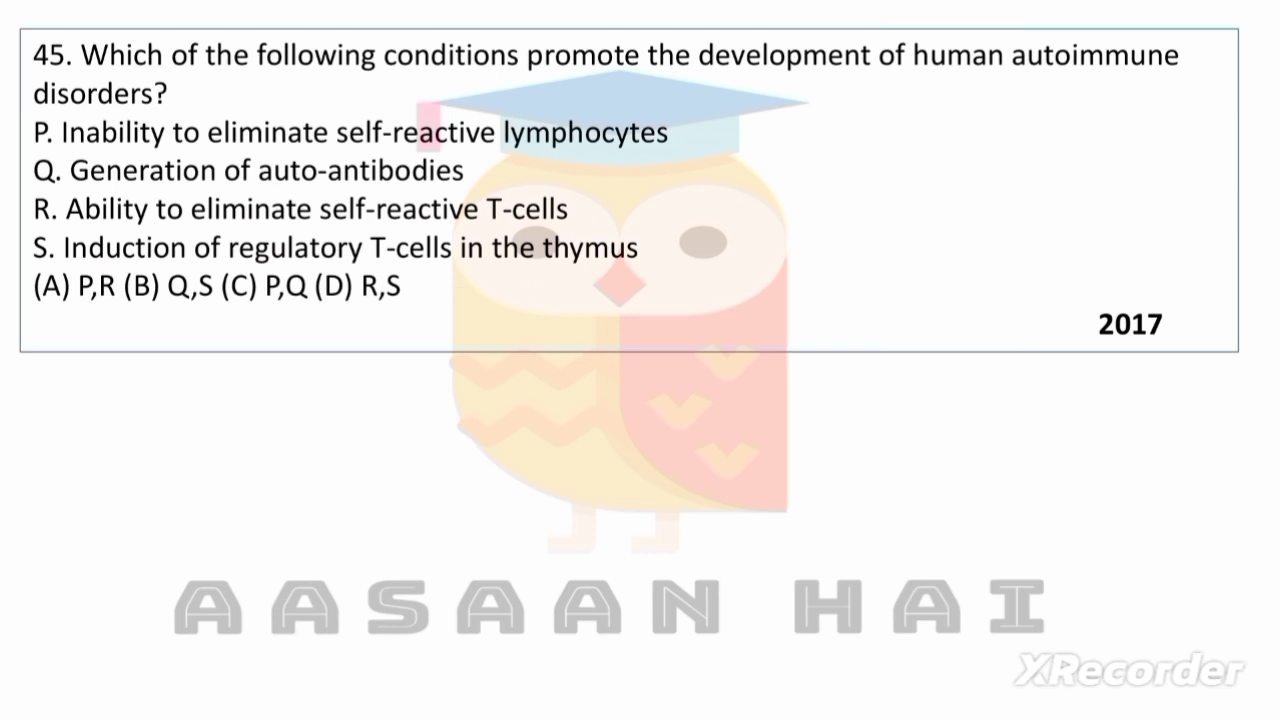 45. Which of the following conditions promote the development of human autoimmune
disorders?
P. Inability to eliminate self-reactive lymphocytes
Q. Generation of auto-antibodies
R. Ability to eliminate self-reactive T-cells
S. Induction of regulatory T-cells in the thymus
(A) P,R (B) Q,S (C) P,Q (D) R,S
2017
AASAAN HAI
XRecorder